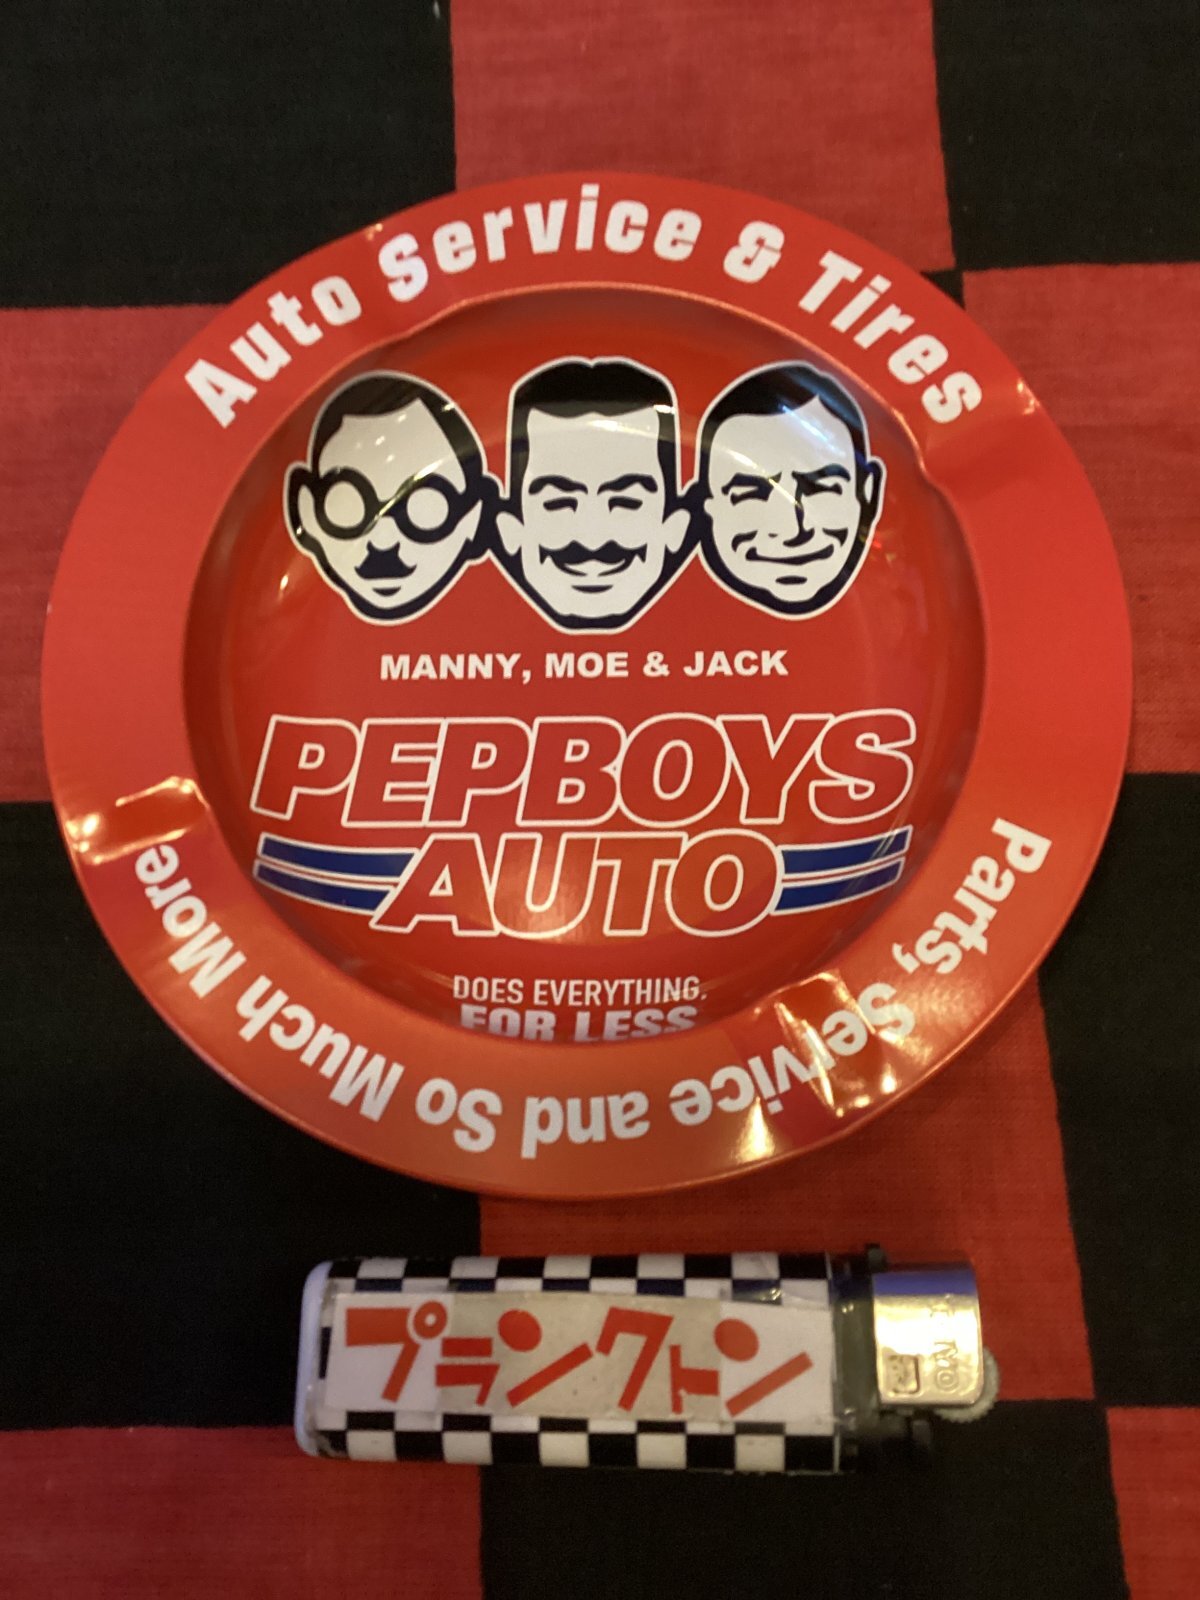 Auto Service & Tires
MANNY, MOE & JACK
PEPBOYS
AUTO
DOES EVERYTHING.
FOR LESS
Parts, Service and So Much More
プランクトン